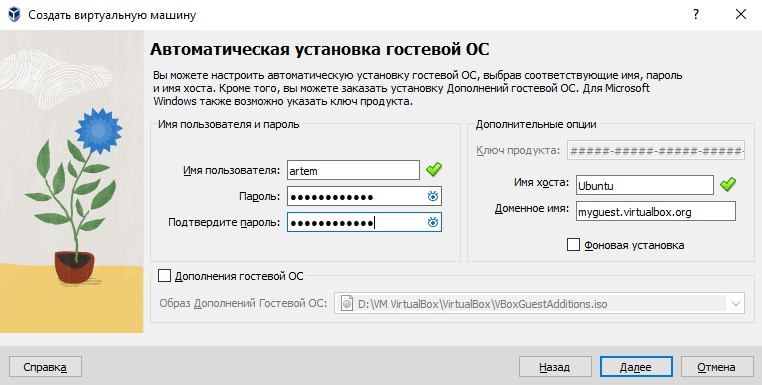 Создать виртуальную машину
?
Автоматическая установка гостевой ОС
Вы можете настроить автоматическую установку гостевой ОС, выбрав соответствующие имя, пароль
и имя хоста. Кроме того, вы можете заказать установку Дополнений гостевой ОС. Для Microsoft
Windows также возможно указать ключ продукта.
Имя пользователя и пароль
Имя пользователя: artem
Пароль: ●●●●●●●●●●●●
Подтвердите пароль: ●●●●●●●●●●●●
Дополнительные опции
Ключ продукта: #####-#####-#####-#####-
Имя хоста: Ubuntu
Доменное имя: myguest.virtualbox.org
Фоновая установка
Дополнения гостевой ОС
Образ Дополнений Гостевой ОС: D:\VM VirtualBox\VirtualBox\VBoxGuestAdditions.iso
Справка Назад Далее Отмена